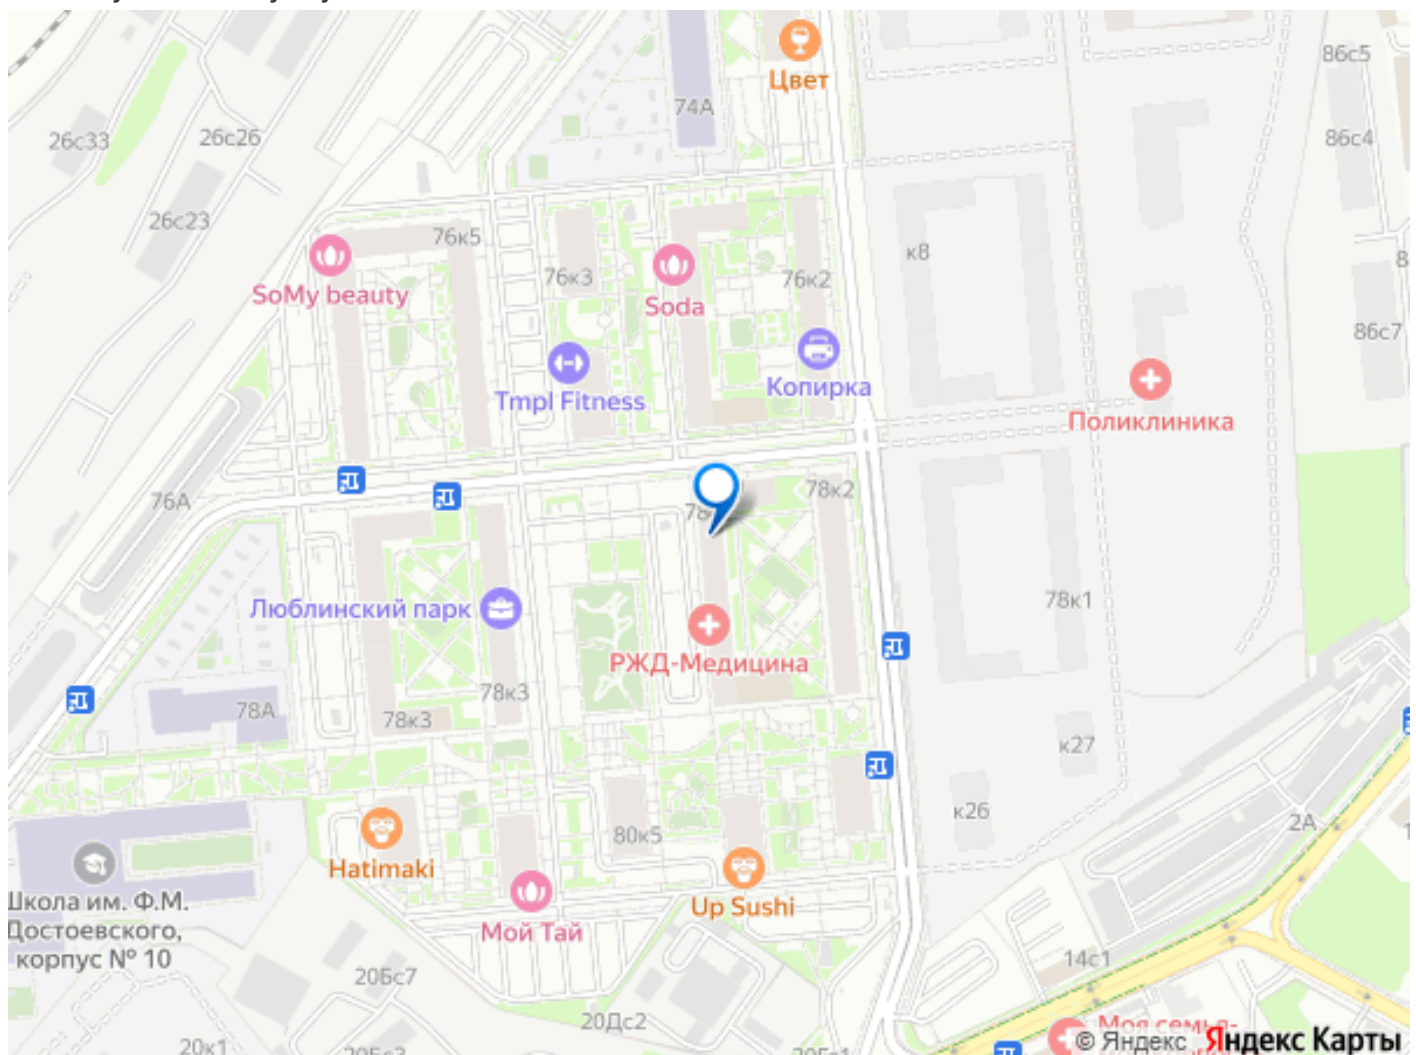 Цвет
86с5
74А
26с33
26с26
86с4
26с23
76к5
к8
76к3
76к2
SoMy beauty
Soda
86с7
Копирка
Tmpl Fitness
Поликлиника
76А
78к2
78к1
Люблинский парк
РЖД-Медицина
78к3
78А
78к3
к27
к26
2А
80к5
Hatimaki
Up Sushi
Школа им. Ф.М.
Достоевского,
корпус № 10
Мой Тай
14с1
20Бс7
20Дс2
20к1
Моя семья-
© Яндекс Яндекс Карты